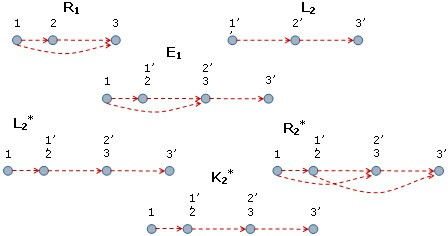 R1 L2
1 2 3 1’ 2’ 3’
,
E1
1’ 2’
1 2 3 3’
L2* R2*
1’ 2’ 1’ 2’
1 2 3 3’ 1 2 3 3’
K2*
1’ 2’
1 2 3 3’